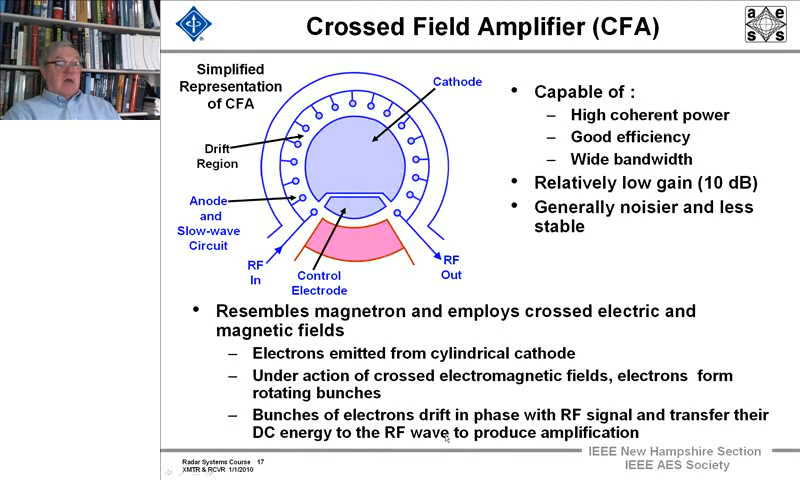 Crossed Field Amplifier (CFA)
a e
s s
Simplified
Representation
of CFA
Cathode
Drift
Region
Anode
and
Slow-wave
Circuit
RF
In
Control
Electrode
RF
Out
• Capable of :
– High coherent power
– Good efficiency
– Wide bandwidth
• Relatively low gain (10 dB)
• Generally noisier and less
stable
• Resembles magnetron and employs crossed electric and
magnetic fields
– Electrons emitted from cylindrical cathode
– Under action of crossed electromagnetic fields, electrons form
rotating bunches
– Bunches of electrons drift in phase with RF signal and transfer their
DC energy to the RF wave to produce amplification
Radar Systems Course 17
XMTR & RCVR 1/1/2010
IEEE New Hampshire Section
IEEE AES Society